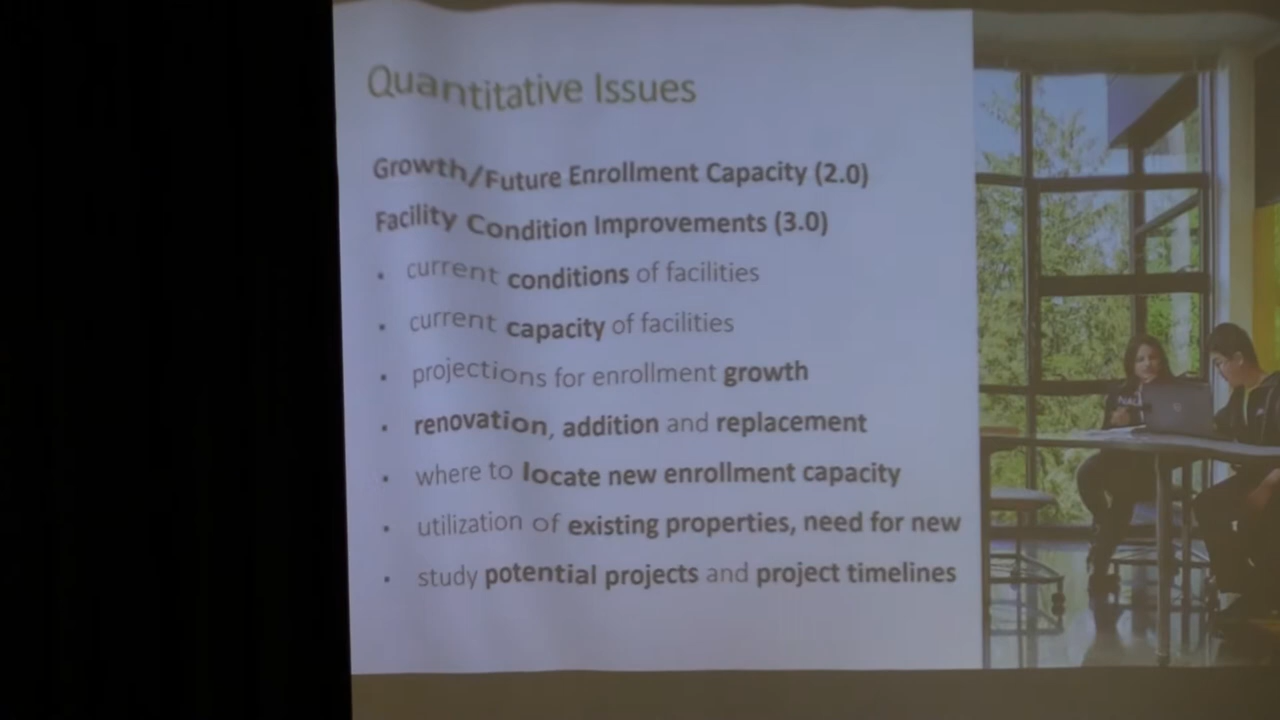 Quantitative Issues
Growth/Future Enrollment Capacity (2.0)
Facility Condition Improvements (3.0)
▪ current conditions of facilities
▪ current capacity of facilities
▪ projections for enrollment growth
▪ renovation, addition and replacement
▪ where to locate new enrollment capacity
▪ utilization of existing properties, need for new
▪ study potential projects and project timelines